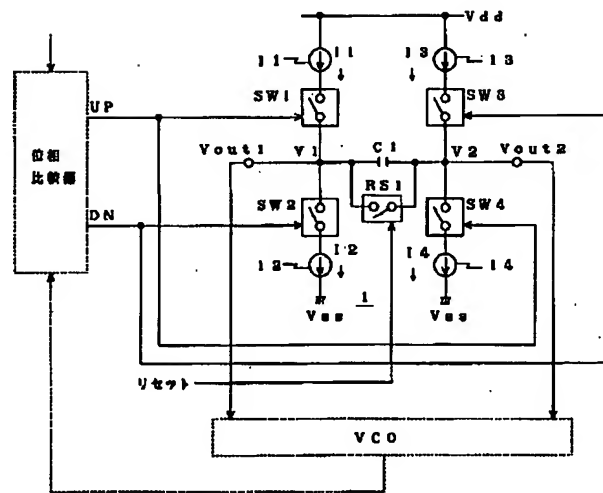 Vdd
I1
I1
I3
I3
UP
SW1
SW3
位相
比較器
Vout1
V1
C1
V2
Vout2
RS1
DN
SW2
SW4
I2
I2
I4
I4
Vss
1
Vss
リセット
VCO